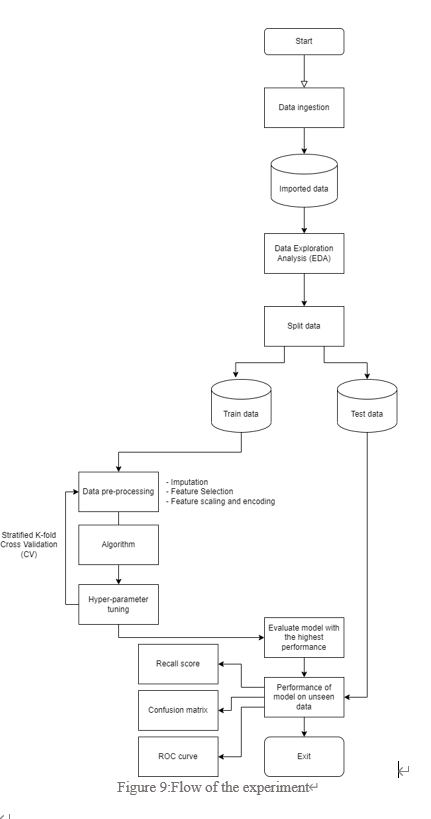 Start
Data ingestion
Imported data
Data Exploration
Analysis (EDA)
Split data
Train data
Test data
Data pre-processing
- Imputation
- Feature Selection
- Feature scaling and encoding
Stratified K-fold
Cross Validation
(CV)
Algorithm
Hyper-parameter
tuning
Evaluate model with
the highest
performance
Recall score
Performance of
model on unseen
data
Confusion matrix
ROC curve
Exit
Figure 9:Flow of the experiment